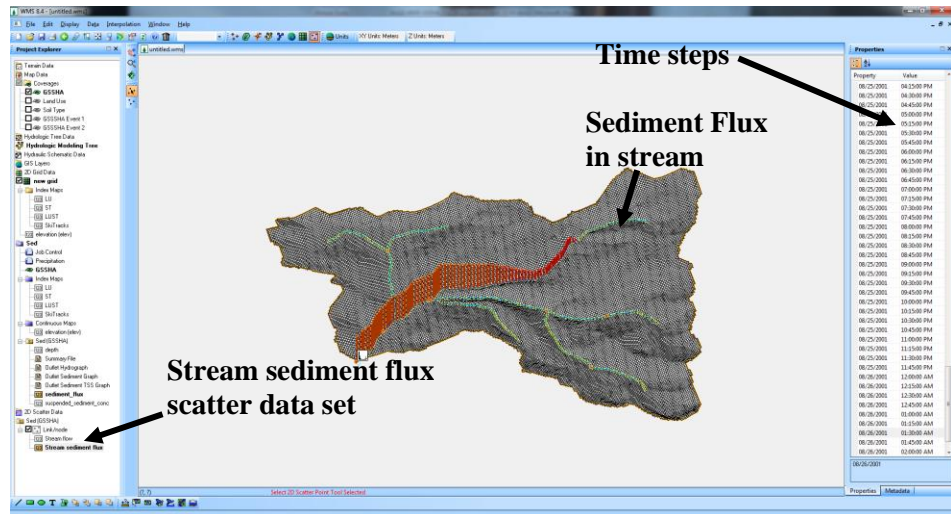 WMS 8.4 - [untitled.wms]
File Edit Display Data Interpolation Window Help
Units XY Units: Meters Z Units: Meters
Project Explorer
untitled.wms
Terrain Data
Map Data
Coverages
GSSHA
Land Use
Soil Type
GSSSHA Event 1
GSSSHA Event 2
Hydrologic Tree Data
Hydrologic Modeling Tree
Hydraulic Schematic Data
GIS Layers
2D Grid Data
new grid
Index Maps
LU
ST
LUST
SkiTracks
elevation (elev)
Sed
Job Control
Precipitation
GSSHA
Index Maps
LU
ST
LUST
SkiTracks
Continuous Maps
elevation (elev)
Sed (GSSHA)
depth
Summary File
Outlet Hydrograph
Outlet Sediment Graph
Outlet Sediment TSS Graph
sediment_flux
suspended_sediment_conc
2D Scatter Data
Sed (GSSHA)
Link/node
Stream flow
Stream sediment flux
Time steps
Sediment Flux
in stream
Stream sediment flux
scatter data set
Properties
Property Value
08/25/2001 04:15:00 PM
08/25/2001 04:30:00 PM
08/25/2001 04:45:00 PM
08/25/2001 05:00:00 PM
08/25/2001 05:15:00 PM
08/25/2001 05:30:00 PM
08/25/2001 05:45:00 PM
08/25/2001 06:00:00 PM
08/25/2001 06:15:00 PM
08/25/2001 06:30:00 PM
08/25/2001 06:45:00 PM
08/25/2001 07:00:00 PM
08/25/2001 07:15:00 PM
08/25/2001 07:30:00 PM
08/25/2001 07:45:00 PM
08/25/2001 08:00:00 PM
08/25/2001 08:15:00 PM
08/25/2001 08:30:00 PM
08/25/2001 08:45:00 PM
08/25/2001 09:00:00 PM
08/25/2001 09:15:00 PM
08/25/2001 09:30:00 PM
08/25/2001 09:45:00 PM
08/25/2001 10:00:00 PM
08/25/2001 10:15:00 PM
08/25/2001 10:30:00 PM
08/25/2001 10:45:00 PM
08/25/2001 11:00:00 PM
08/25/2001 11:15:00 PM
08/25/2001 11:30:00 PM
08/25/2001 11:45:00 PM
08/26/2001 12:00:00 AM
08/26/2001 12:15:00 AM
08/26/2001 12:30:00 AM
08/26/2001 12:45:00 AM
08/26/2001 01:00:00 AM
08/26/2001 01:15:00 AM
08/26/2001 01:30:00 AM
08/26/2001 01:45:00 AM
08/26/2001 02:00:00 AM
08/26/2001
Properties Metadata
(?, ?) Select 2D Scatter Point Tool Selected